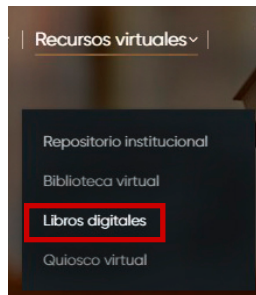 Recursos virtuales
Repositorio institucional
Biblioteca virtual
Libros digitales
Quiosco virtual